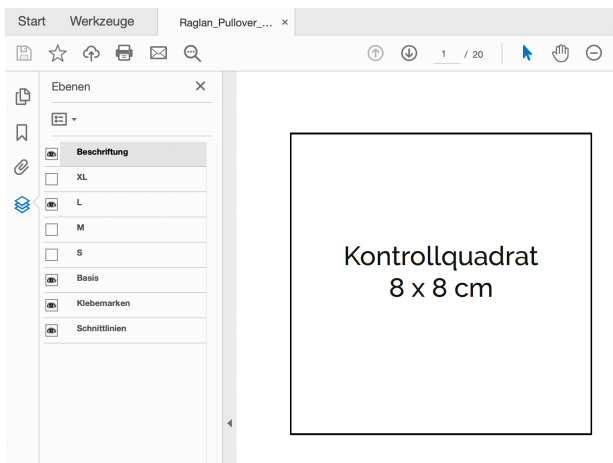 Start Werkzeuge Raglan_Pullover_... ×
1 / 20
Ebenen
Beschriftung
XL
L
M
S
Basis
Klebemarken
Schnittlinien
Kontrollquadrat
8 x 8 cm